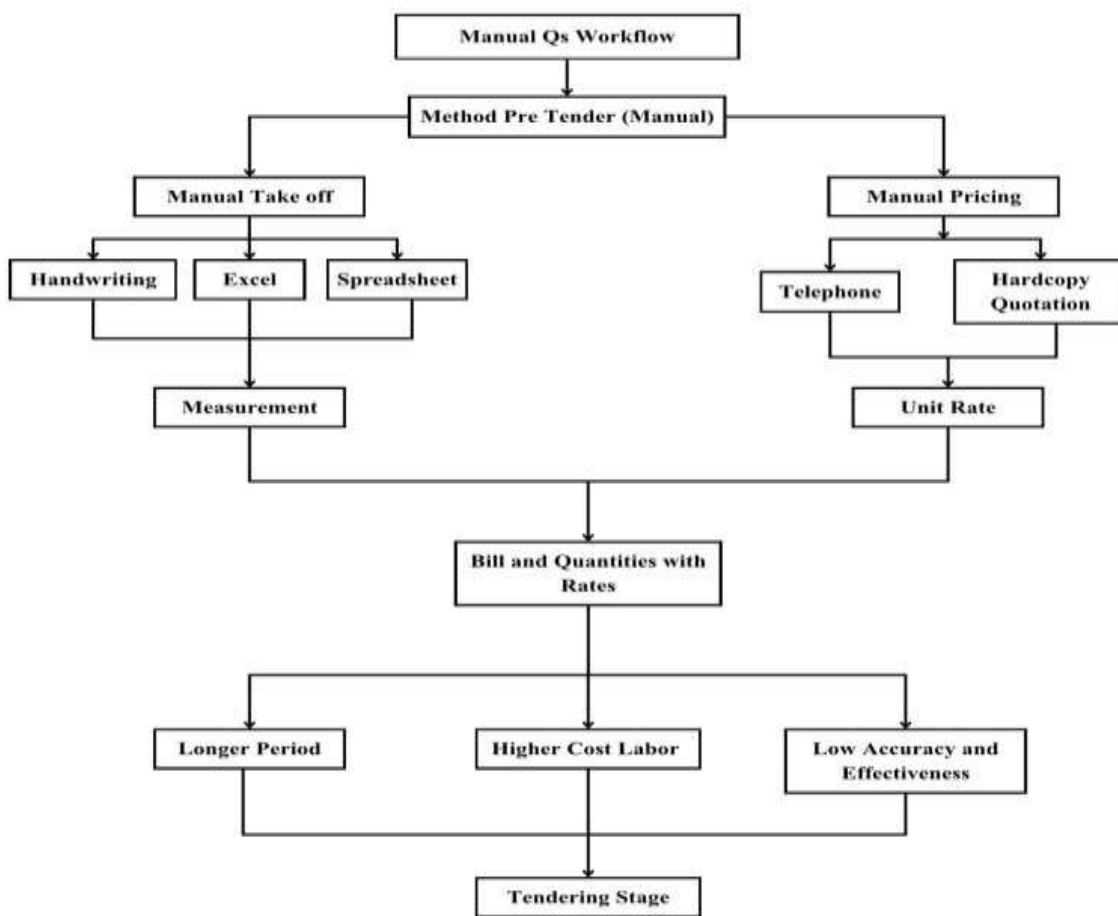 Manual Qs Workflow
Method Pre Tender (Manual)
Manual Take off
Manual Pricing
Handwriting
Excel
Spreadsheet
Telephone
Hardcopy
Quotation
Measurement
Unit Rate
Bill and Quantities with
Rates
Longer Period
Higher Cost Labor
Low Accuracy and
Effectiveness
Tendering Stage